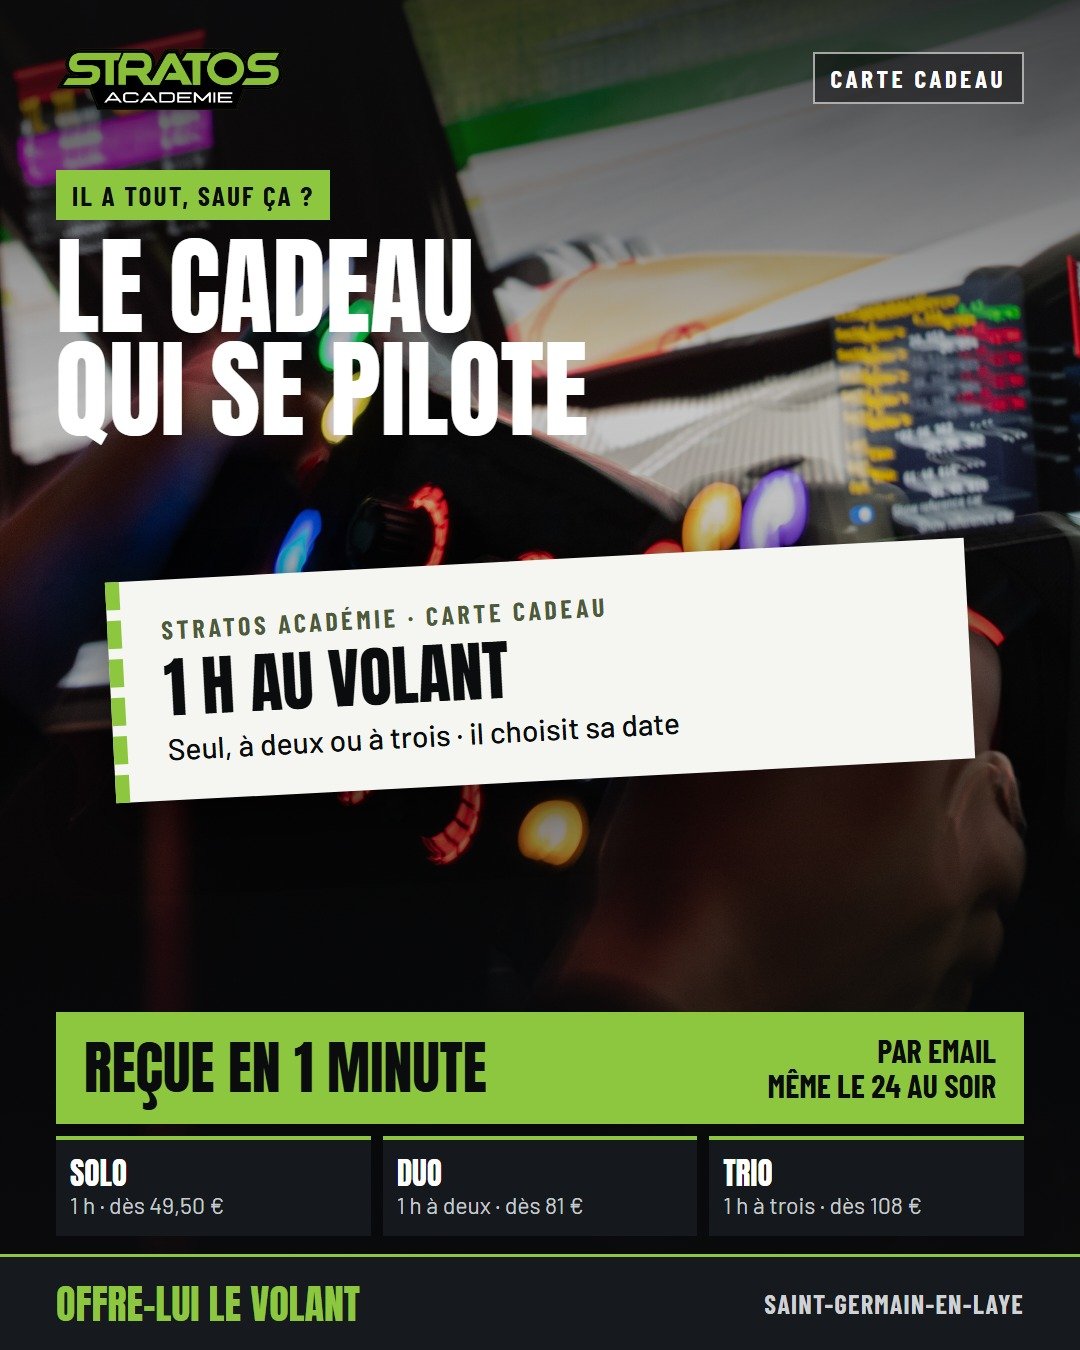 STRATOS
ACADEMIE
CARTE CADEAU
IL A TOUT, SAUF ÇA ?
LE CADEAU
QUI SE PILOTE
STRATOS ACADÉMIE · CARTE CADEAU
1 H AU VOLANT
Seul, à deux ou à trois · il choisit sa date
REÇUE EN 1 MINUTE
PAR EMAIL
MÊME LE 24 AU SOIR
SOLO
1 h · dès 49,50 €
DUO
1 h à deux · dès 81 €
TRIO
1 h à trois · dès 108 €
OFFRE-LUI LE VOLANT
SAINT-GERMAIN-EN-LAYE